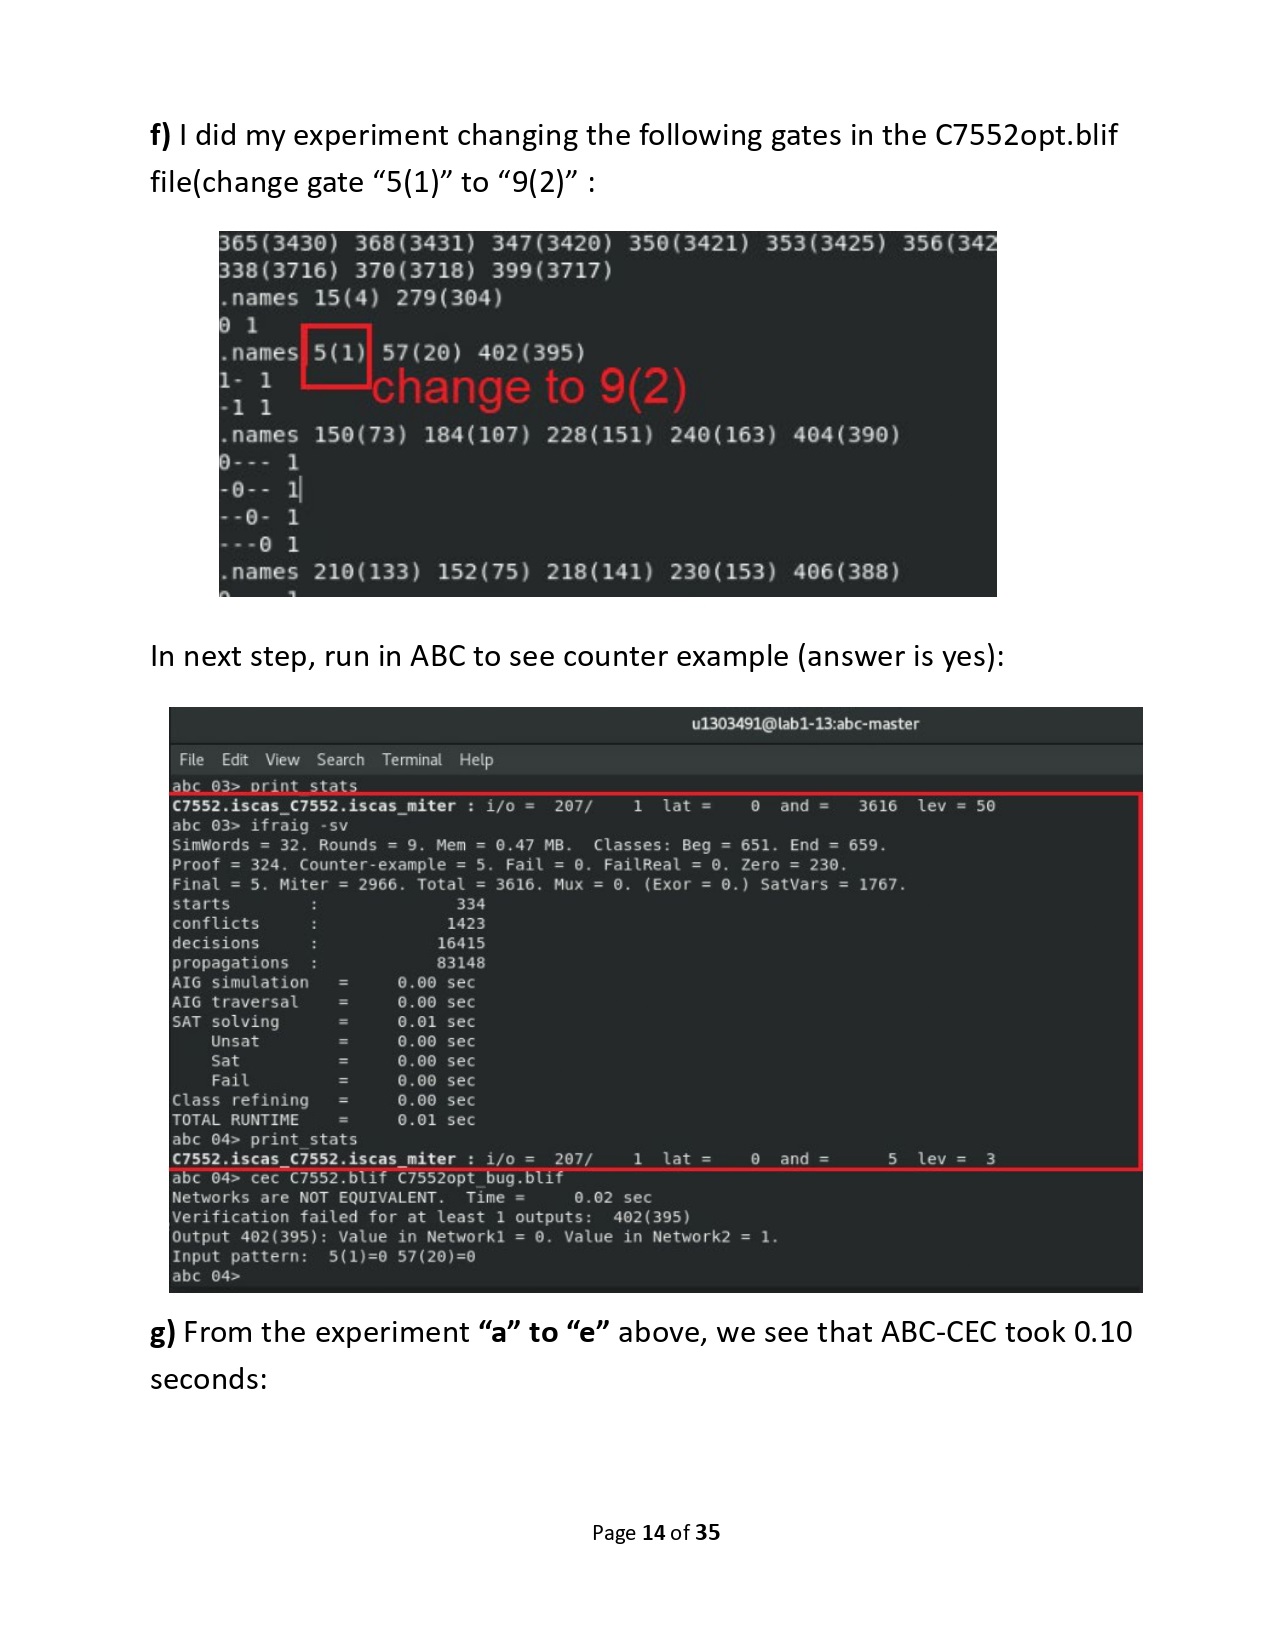 f) I did my experiment changing the following gates in the C7552opt.blif
file(change gate “5(1)” to “9(2)” :
365(3430) 368(3431) 347(3420) 350(3421) 353(3425) 356(342
338(3716) 370(3718) 399(3717)
.names 15(4) 279(304)
0 1
.names 5(1) 57(20) 402(395)
1- 1
change to 9(2)
-1 1
.names 150(73) 184(107) 228(151) 240(163) 404(390)
0--- 1
-0-- 1
--0- 1
---0 1
.names 210(133) 152(75) 218(141) 230(153) 406(388)
In next step, run in ABC to see counter example (answer is yes):
u1303491@lab1-13:abc-master
File Edit View Search Terminal Help
abc 03> print_stats
C7552.iscas_C7552.iscas_miter : i/o = 207/ 1 lat = 0 and = 3616 lev = 50
abc 03> ifraig -sv
SimWords = 32. Rounds = 9. Mem = 0.47 MB. Classes: Beg = 651. End = 659.
Proof = 324. Counter-example = 5. Fail = 0. FailReal = 0. Zero = 230.
Final = 5. Miter = 2966. Total = 3616. Mux = 0. (Exor = 0.) SatVars = 1767.
starts : 334
conflicts : 1423
decisions : 16415
propagations : 83148
AIG simulation = 0.00 sec
AIG traversal = 0.00 sec
SAT solving = 0.01 sec
Unsat = 0.00 sec
Sat = 0.00 sec
Fail = 0.00 sec
Class refining = 0.00 sec
TOTAL RUNTIME = 0.01 sec
abc 04> print_stats
C7552.iscas_C7552.iscas_miter : i/o = 207/ 1 lat = 0 and = 5 lev = 3
abc 04> cec C7552.blif C7552opt_bug.blif
Networks are NOT EQUIVALENT. Time = 0.02 sec
Verification failed for at least 1 outputs: 402(395)
Output 402(395): Value in Network1 = 0. Value in Network2 = 1.
Input pattern: 5(1)=0 57(20)=0
abc 04>
g) From the experiment “a” to “e” above, we see that ABC-CEC took 0.10
seconds:
Page 14 of 35